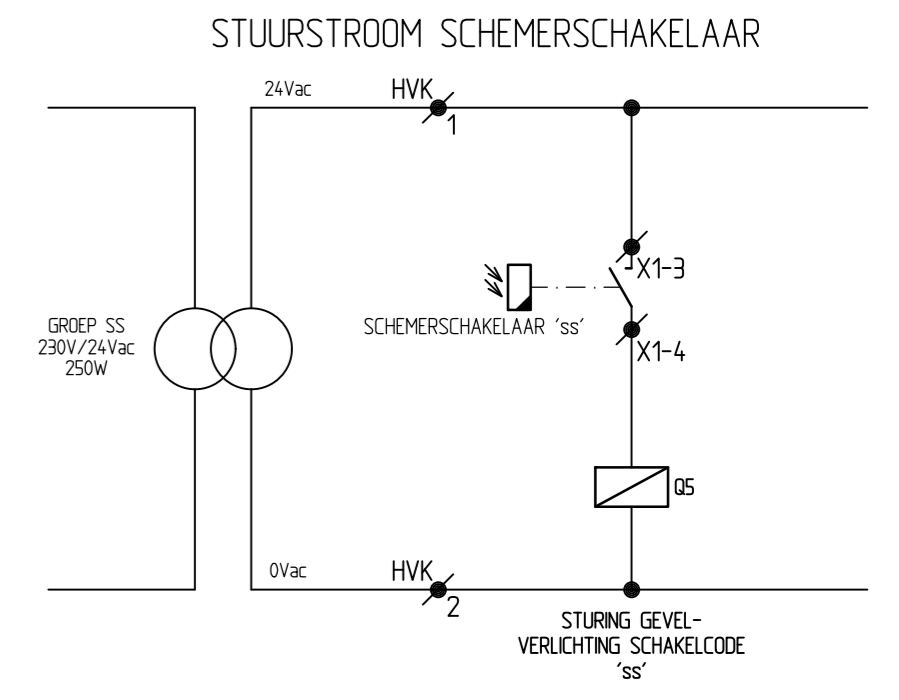 STUURSTROOM SCHEMERSCHAKELAAR
24Vac
HVK
1
X1-3
SCHEMERSCHAKELAAR 'ss'
GROEP SS
230V/24Vac
250W
X1-4
Q5
0Vac
HVK
2
STURING GEVEL-
VERLICHTING SCHAKELCODE
'ss'